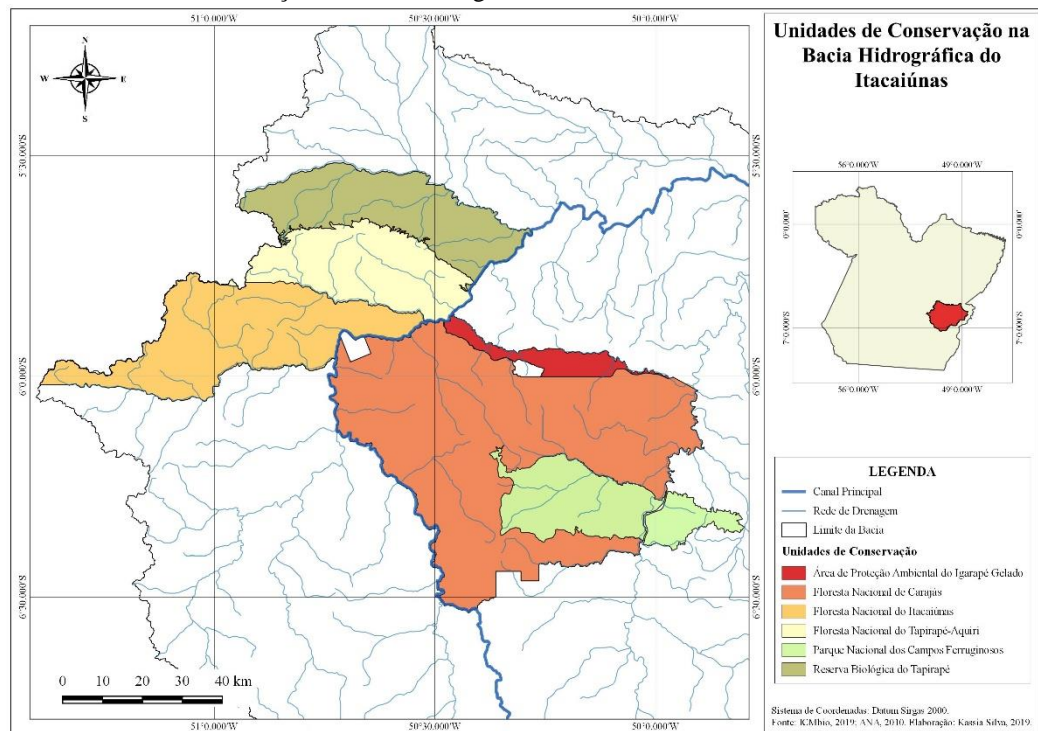 51°0.000'W 50°30.000'W 50°0.000'W
Unidades de Conservação na
Bacia Hidrográfica do
Itacaiúnas
N
W E
S
5°30.000'S
56°0.000'W 49°0.000'W
0°0.000'
0°0.000'
7°0.000'S
7°0.000'S
56°0.000'W 49°0.000'W
6°0.000'S
6°0.000'S
LEGENDA
Canal Principal
Rede de Drenagem
Limite da Bacia
Unidades de Conservação
Área de Proteção Ambiental do Igarapé Gelado
Floresta Nacional de Carajás
Floresta Nacional do Itacaiúnas
Floresta Nacional do Tapirapé-Aquiri
Parque Nacional dos Campos Ferruginosos
Reserva Biológica do Tapirapé
6°30.000'S
6°30.000'S
0 10 20 30 40 km
51°0.000'W 50°30.000'W 50°0.000'W
Sistema de Coordenadas: Datum Sirgas 2000.
Fonte: ICMbio, 2019; ANA, 2010. Elaboração: Kassia Silva, 2019.